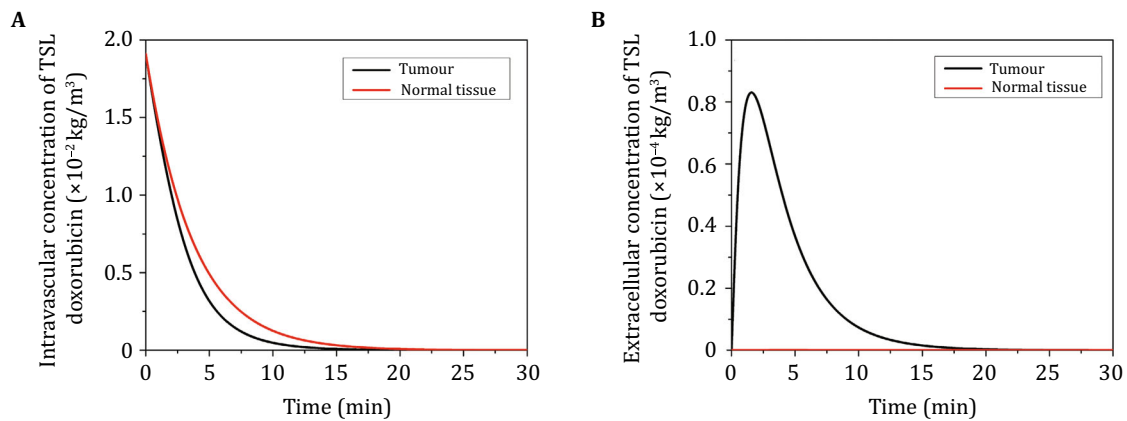 A
Intravascular concentration of TSL
doxorubicin (×10⁻² kg/m³)
2.0
1.5
1.0
0.5
0
Tumour
Normal tissue
0 5 10 15 20 25 30
Time (min)
B
Extracellular concentration of TSL
doxorubicin (×10⁻⁴ kg/m³)
1.0
0.8
0.6
0.4
0.2
0
Tumour
Normal tissue
0 5 10 15 20 25 30
Time (min)